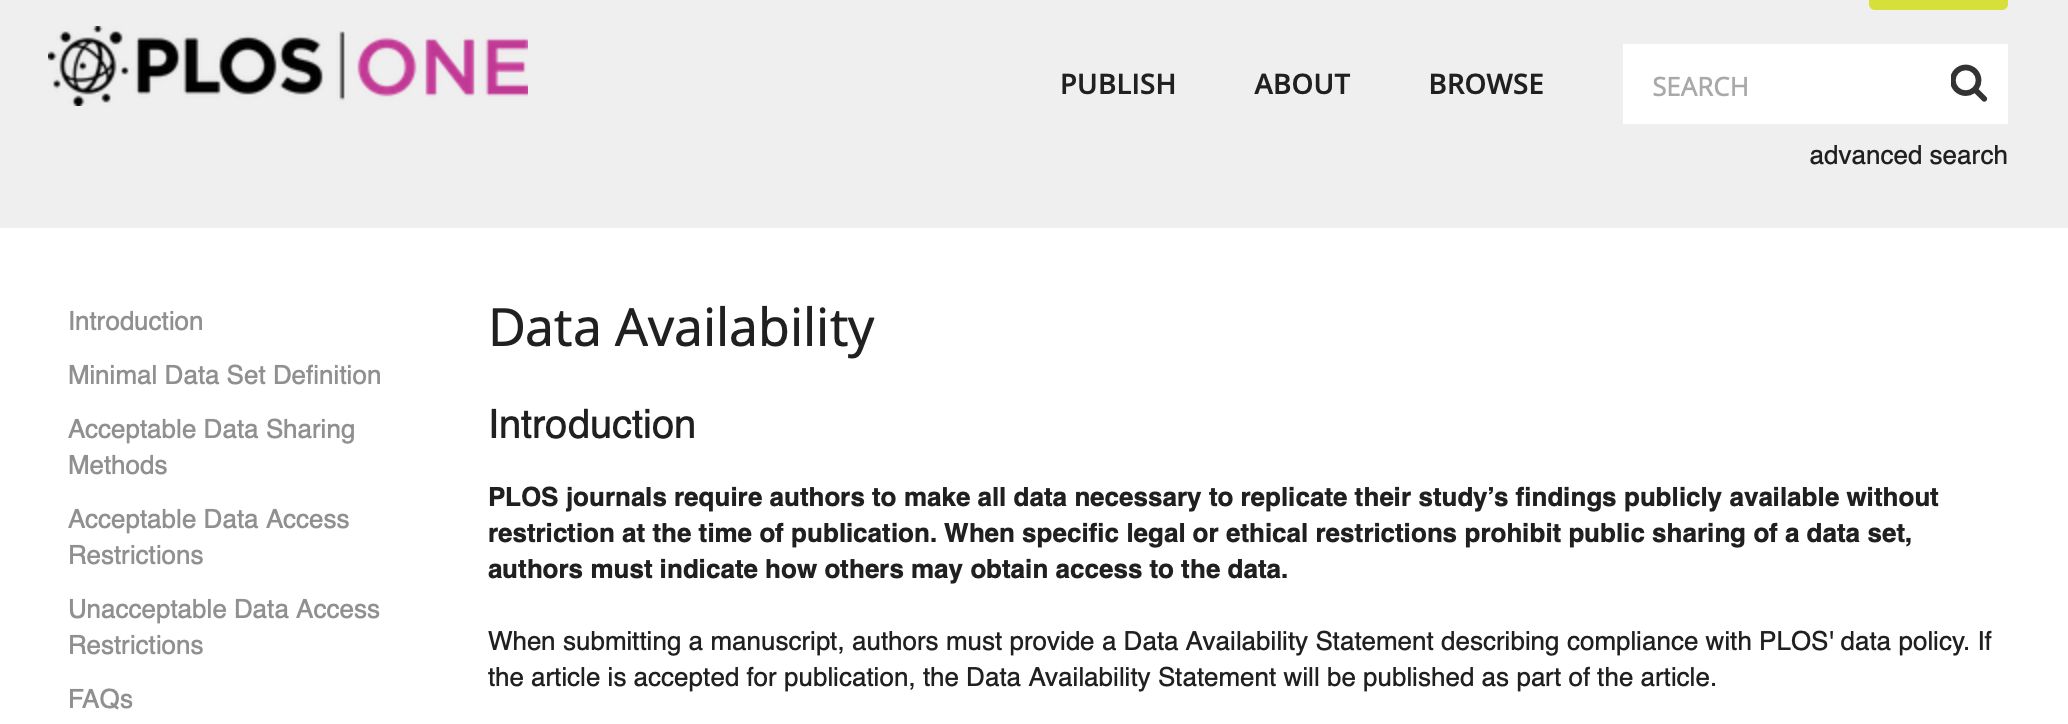 PLOS ONE
PUBLISH ABOUT BROWSE SEARCH
advanced search
Introduction
Minimal Data Set Definition
Acceptable Data Sharing
Methods
Acceptable Data Access
Restrictions
Unacceptable Data Access
Restrictions
FAQs
Data Availability
Introduction
PLOS journals require authors to make all data necessary to replicate their study’s findings publicly available without
restriction at the time of publication. When specific legal or ethical restrictions prohibit public sharing of a data set,
authors must indicate how others may obtain access to the data.
When submitting a manuscript, authors must provide a Data Availability Statement describing compliance with PLOS' data policy. If
the article is accepted for publication, the Data Availability Statement will be published as part of the article.